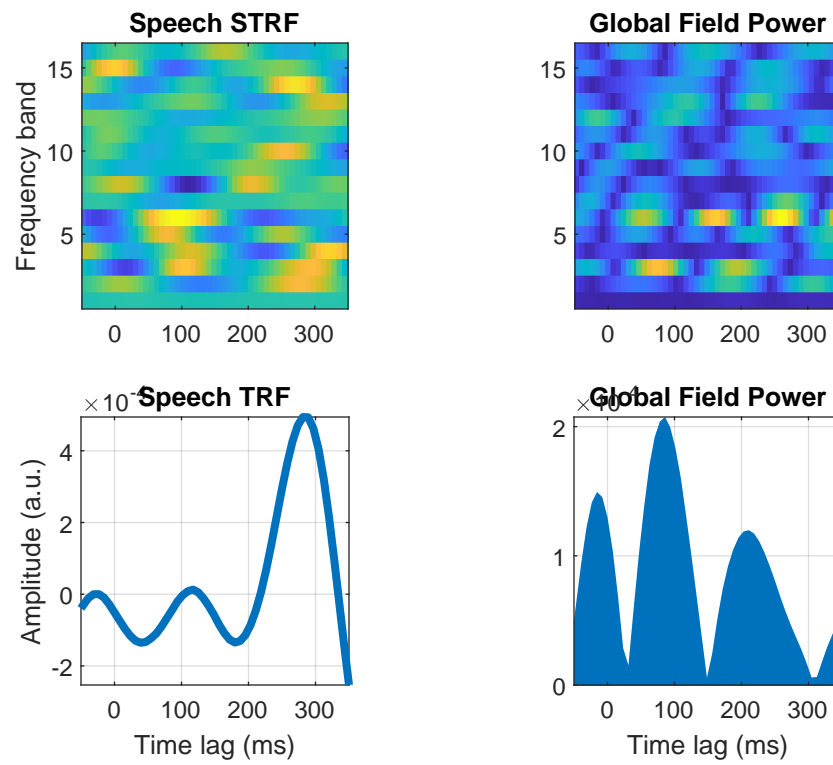 Speech STRF
Frequency band
15
10
5
0 100 200 300
Global Field Power
15
10
5
0 100 200 300
×10-4
Speech TRF
Amplitude (a.u.)
4
2
0
-2
0 100 200 300
Time lag (ms)
Global Field Power
2
1
0
0 100 200 300
Time lag (ms)